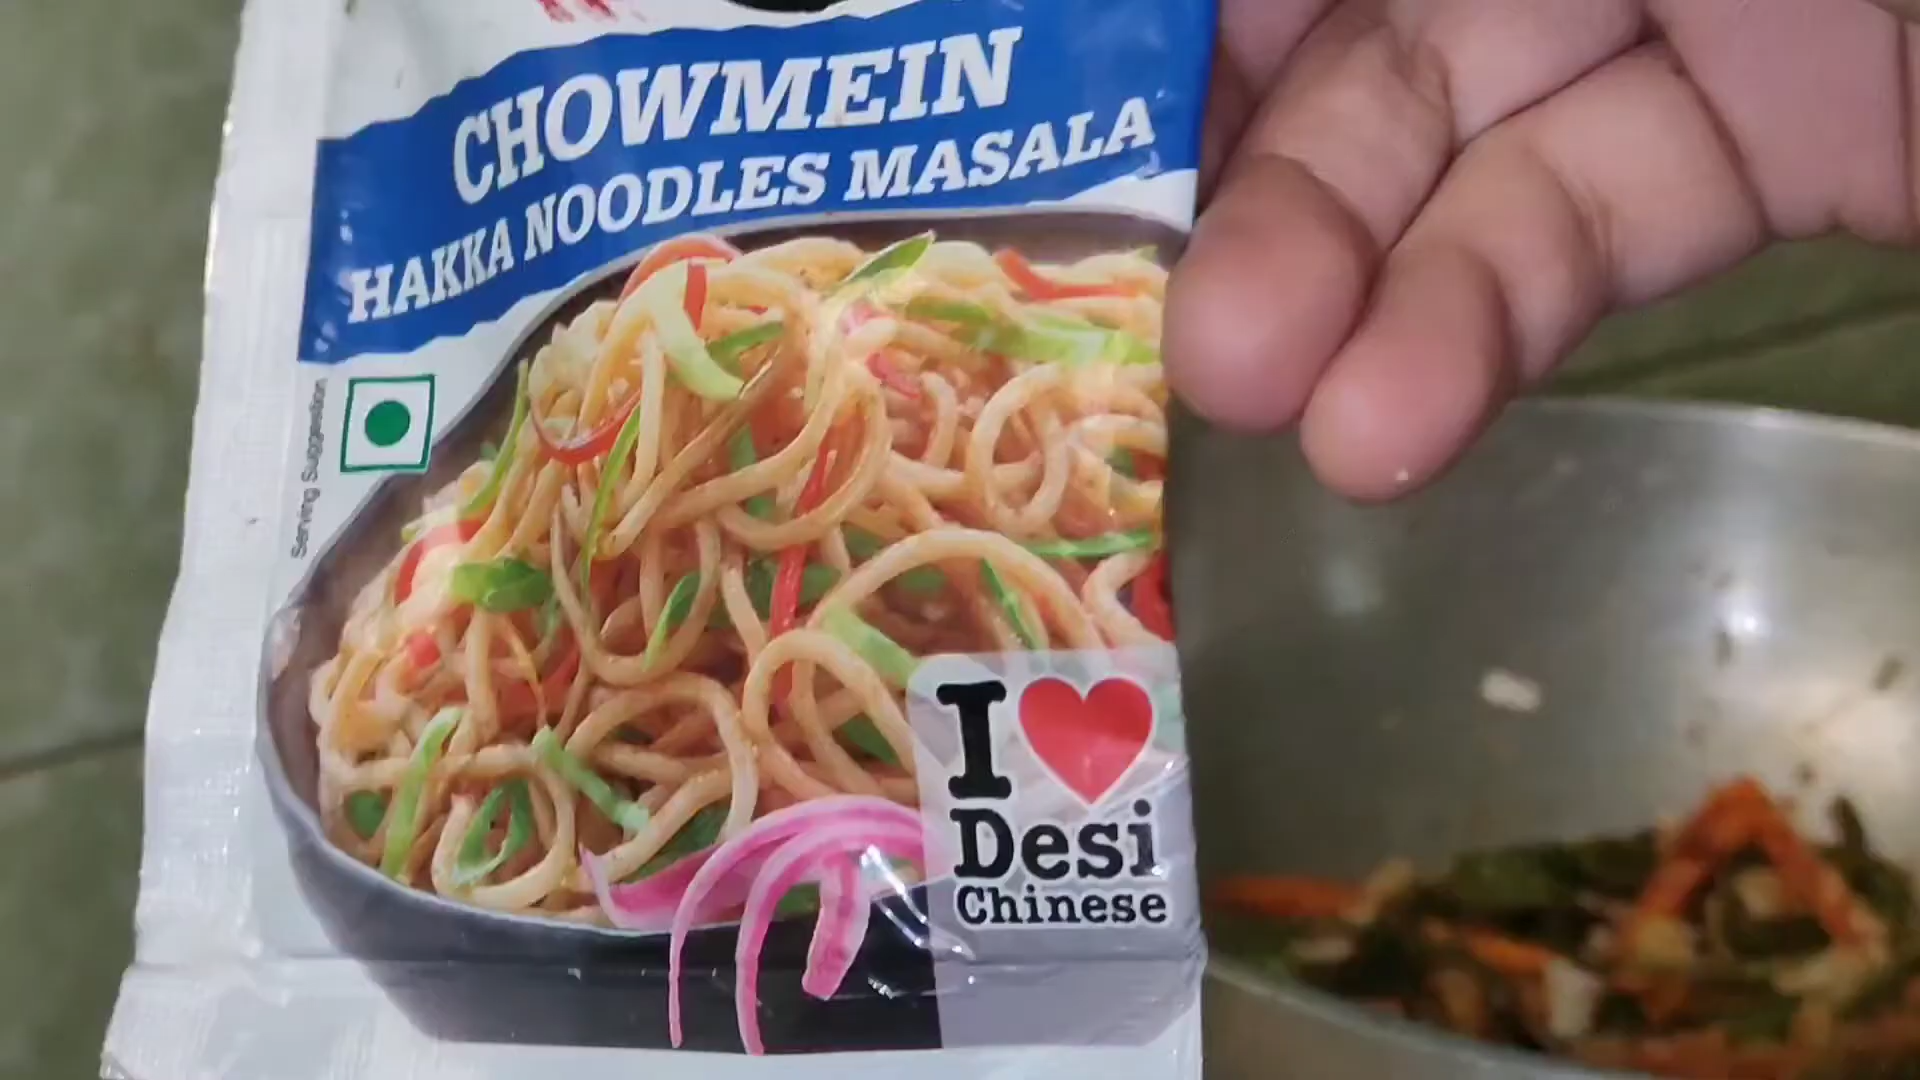 CHOWMEIN
HAKKA NOODLES MASALA
Serving Suggestion
I
Desi
Chinese